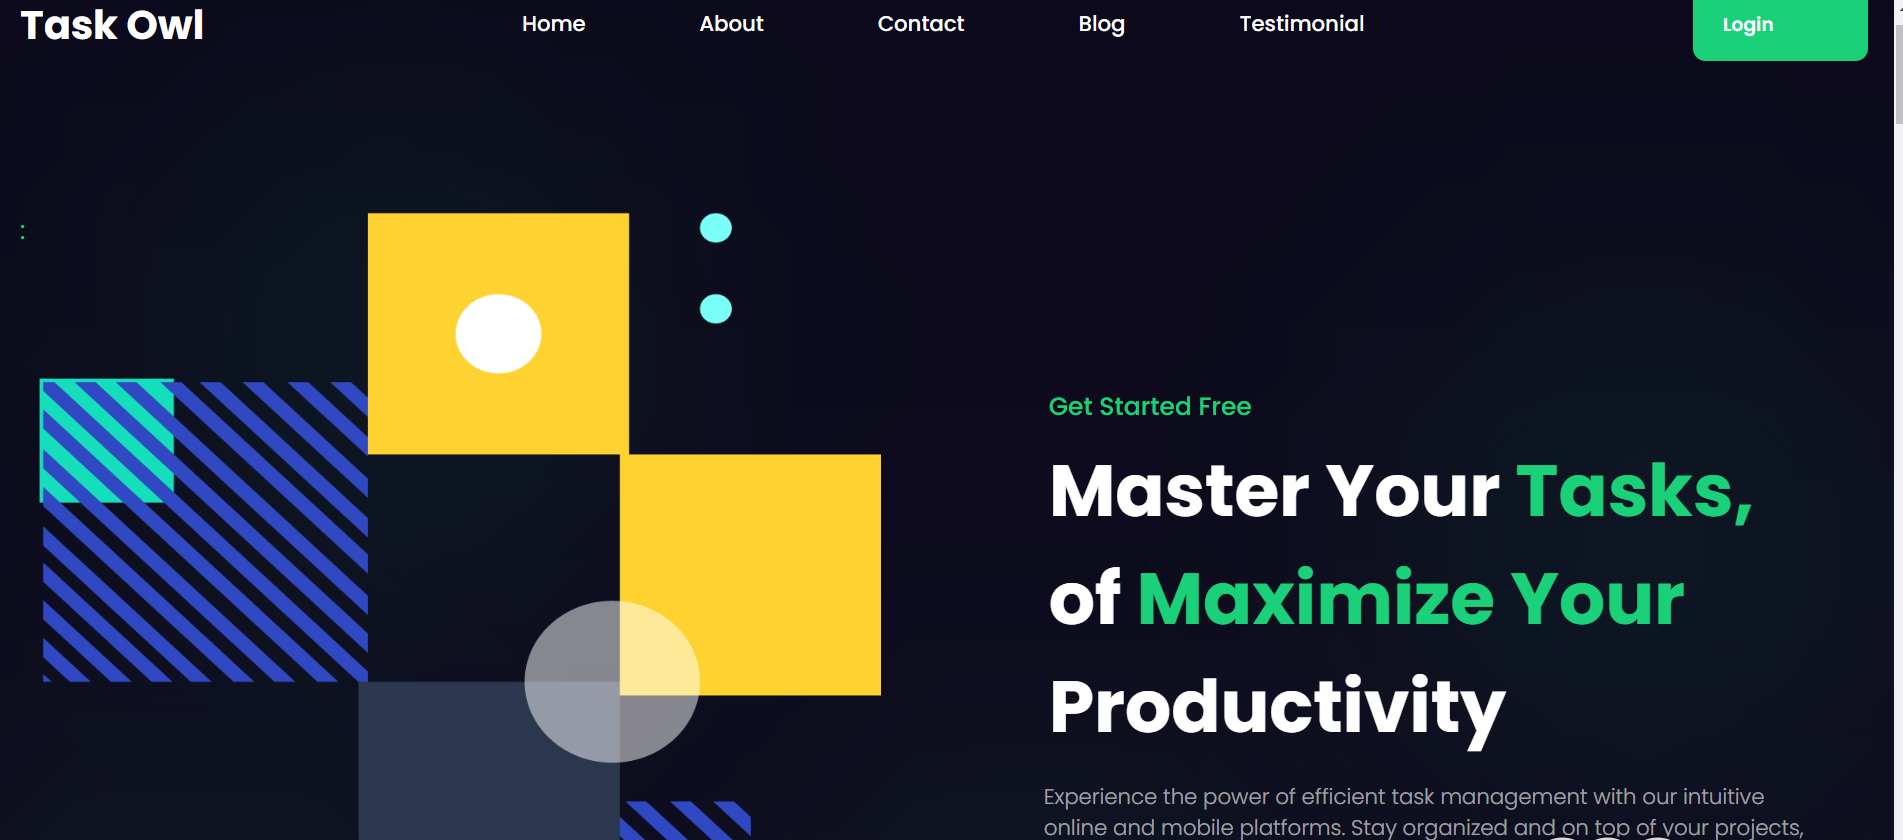 Task Owl
Home
About
Contact
Blog
Testimonial
Login
:
Get Started Free
Master Your Tasks,
of Maximize Your
Productivity
Experience the power of efficient task management with our intuitive
online and mobile platforms. Stay organized and on top of your projects,